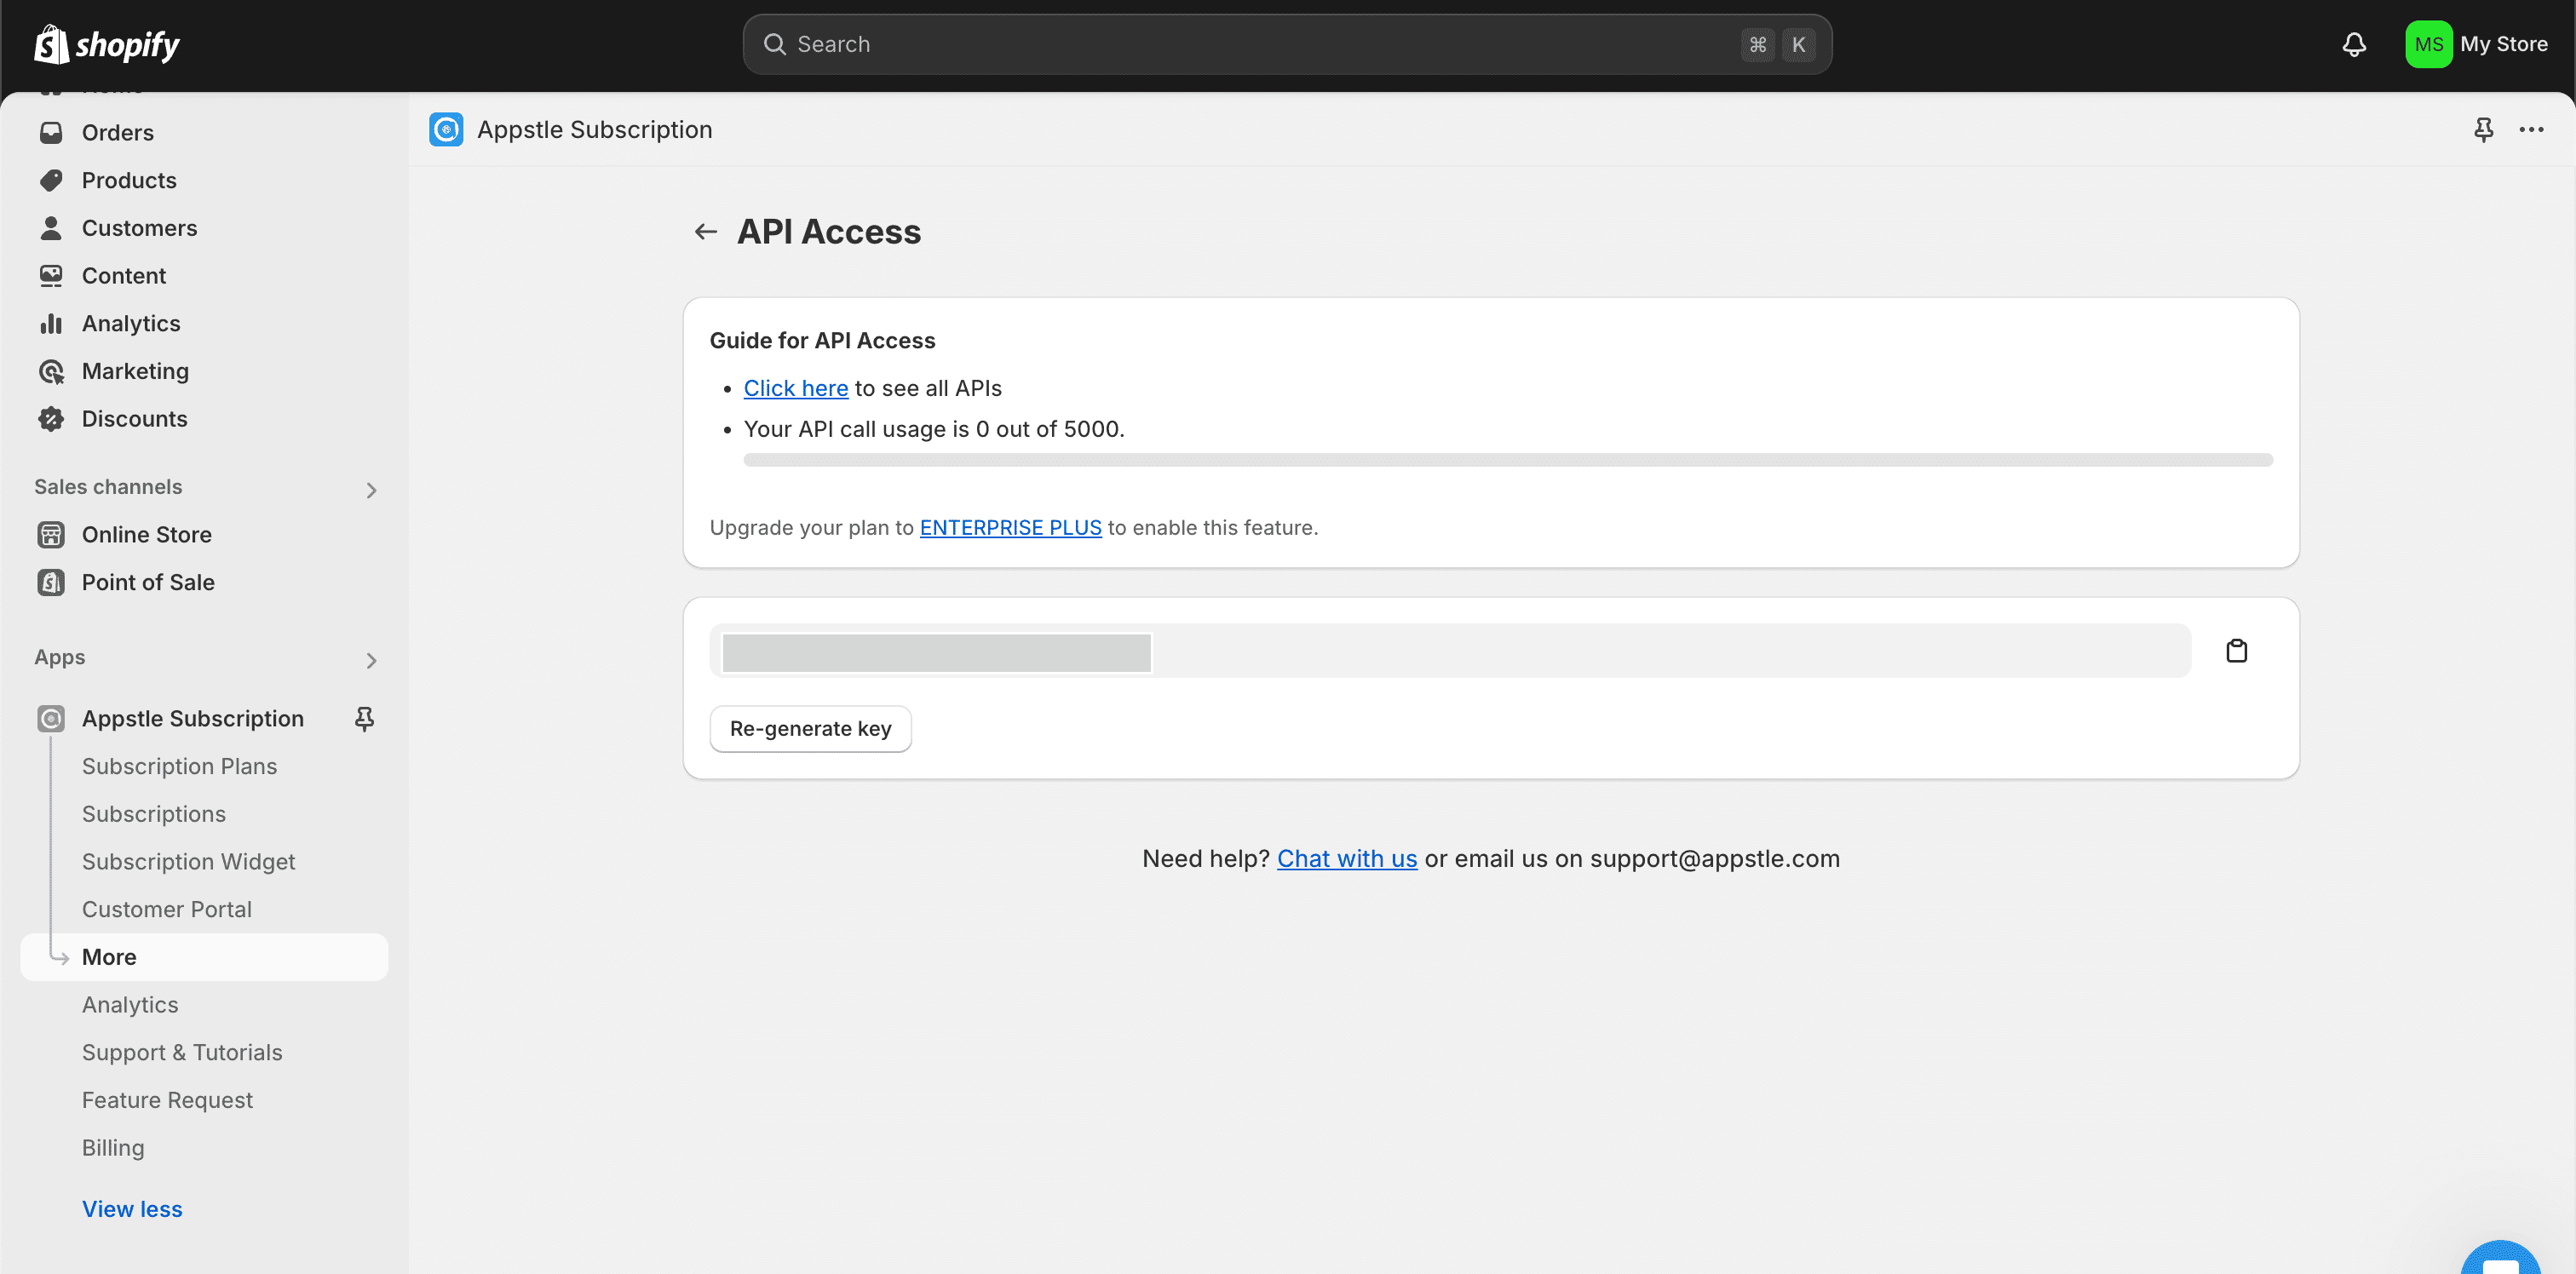 shopify
Search
⌘ K
MS My Store
Orders
Products
Customers
Content
Analytics
Marketing
Discounts
Sales channels
Online Store
Point of Sale
Apps
Appstle Subscription
Subscription Plans
Subscriptions
Subscription Widget
Customer Portal
More
Analytics
Support & Tutorials
Feature Request
Billing
View less
Appstle Subscription
API Access
Guide for API Access
• Click here to see all APIs
• Your API call usage is 0 out of 5000.
Upgrade your plan to ENTERPRISE PLUS to enable this feature.
Re-generate key
Need help? Chat with us or email us on support@appstle.com